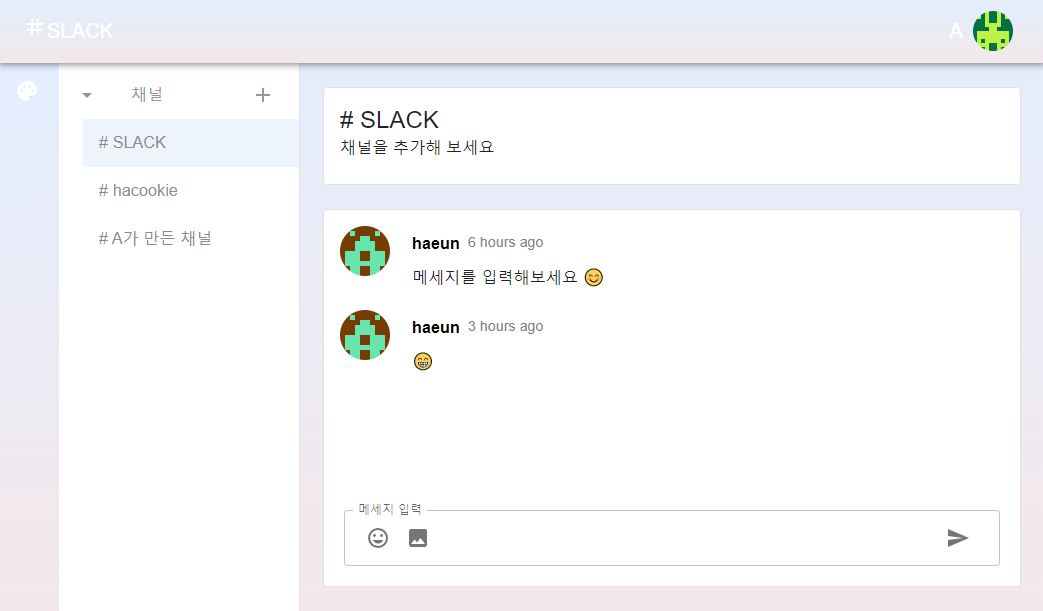 #SLACK
A
채널
# SLACK
# hacookie
# A가 만든 채널
# SLACK
채널을 추가해 보세요
haeun 6 hours ago
메세지를 입력해보세요 😊
haeun 3 hours ago
😁
메세지 입력